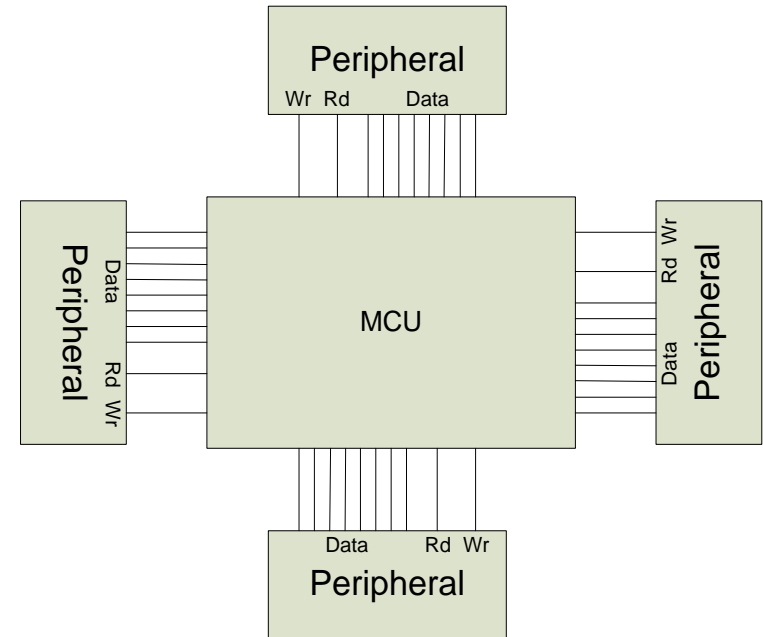 Peripheral
Wr Rd Data
Peripheral
Data
Rd Wr
MCU
Rd Wr
Data
Peripheral
Data Rd Wr
Peripheral